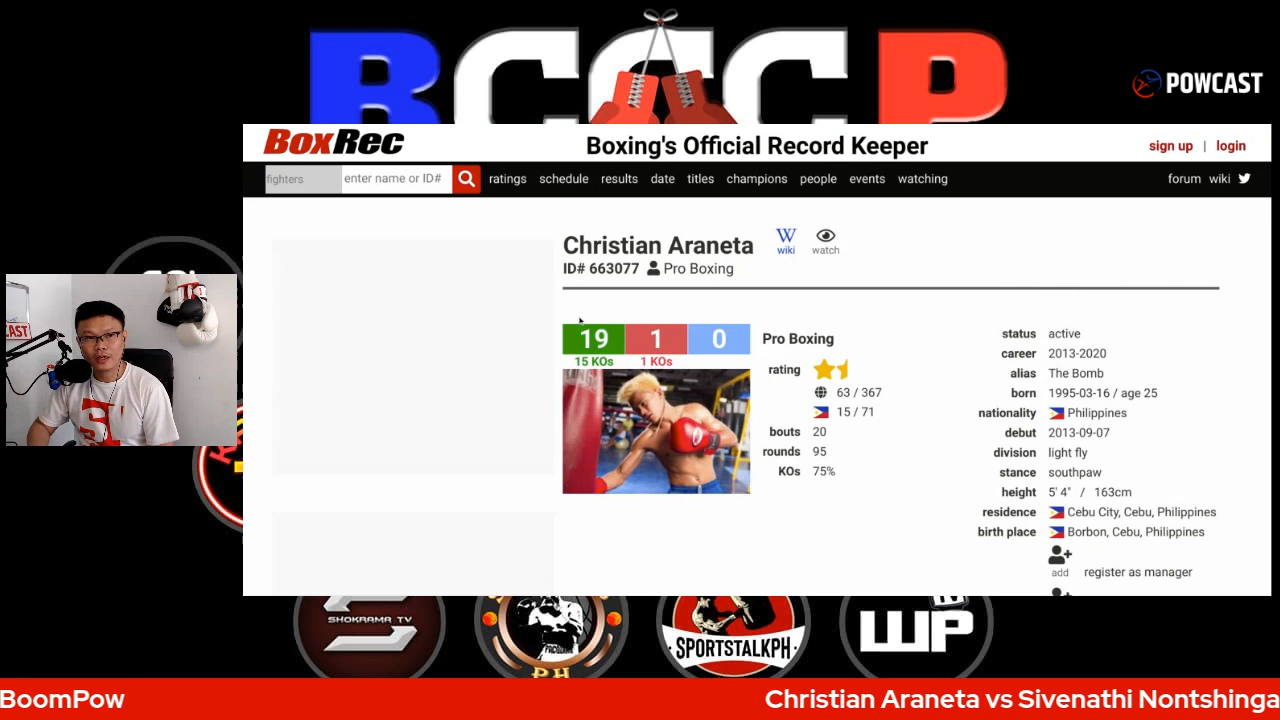 BCCCP
POWCAST
BoxRec
Boxing's Official Record Keeper
sign up | login
fighters
enter name or ID#
ratings schedule results date titles champions people events watching
forum wiki
Christian Araneta
W
wiki
watch
ID# 663077 Pro Boxing
19 1 0
15 KOs 1 KOs
Pro Boxing
rating
63 / 367
15 / 71
bouts 20
rounds 95
KOs 75%
status active
career 2013-2020
alias The Bomb
born 1995-03-16 / age 25
nationality Philippines
debut 2013-09-07
division light fly
stance southpaw
height 5' 4" / 163cm
residence Cebu City, Cebu, Philippines
birth place Borbon, Cebu, Philippines
add
register as manager
CAST
SHOKRAMA TV
PH
·SPORTSTALKPH·
WP
BoomPow
Christian Araneta vs Sivenathi Nontshinga